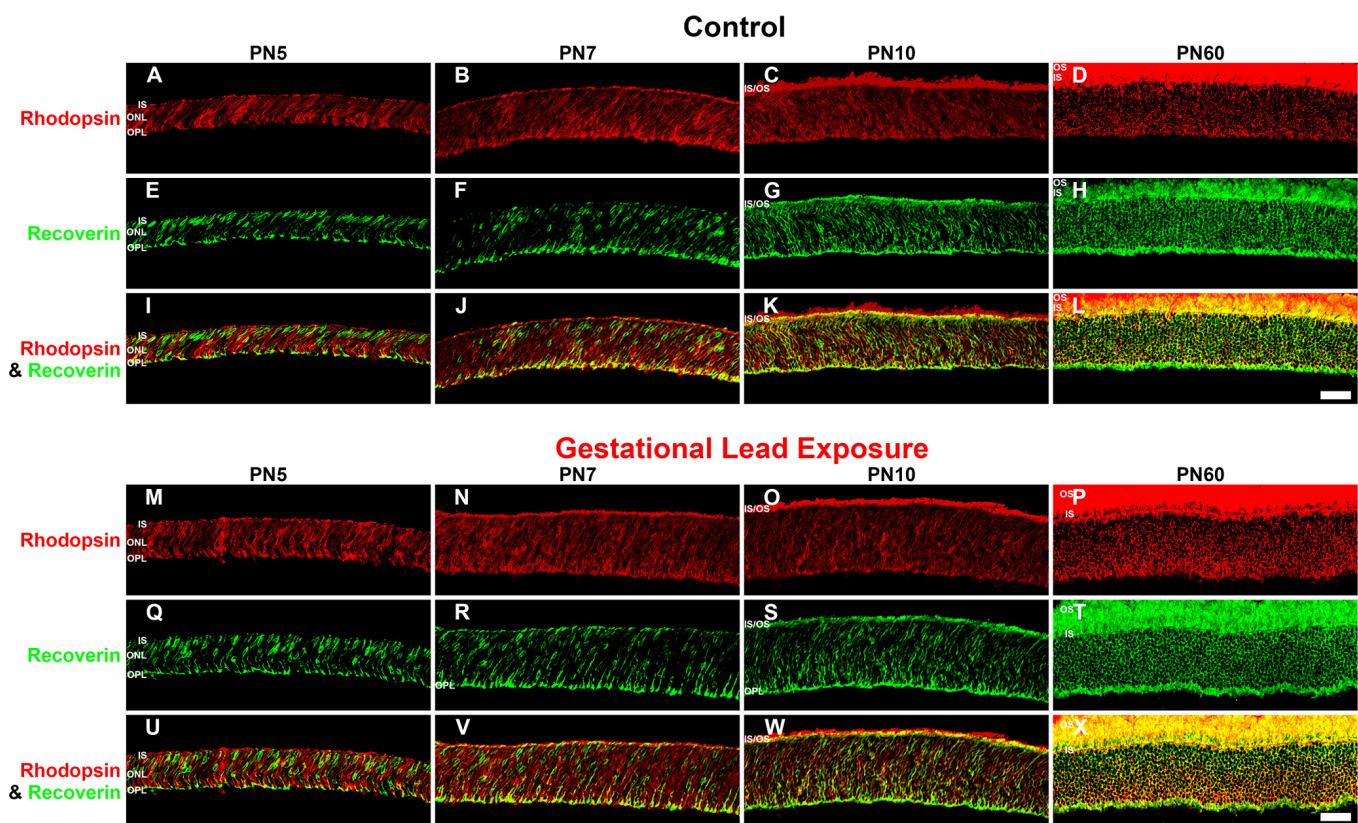 Control
PN5 PN7 PN10 PN60
Rhodopsin
A B C D
IS ONL OPL IS/OS OS IS
Recoverin
E F G H
IS ONL OPL IS/OS OS IS
Rhodopsin
& Recoverin
I J K L
IS ONL OPL IS/OS OS IS
Gestational Lead Exposure
PN5 PN7 PN10 PN60
Rhodopsin
M N O P
IS ONL OPL IS/OS OS IS
Recoverin
Q R S T
IS ONL OPL OPL IS/OS OPL OS IS
Rhodopsin
& Recoverin
U V W X
IS ONL OPL IS/OS OS IS